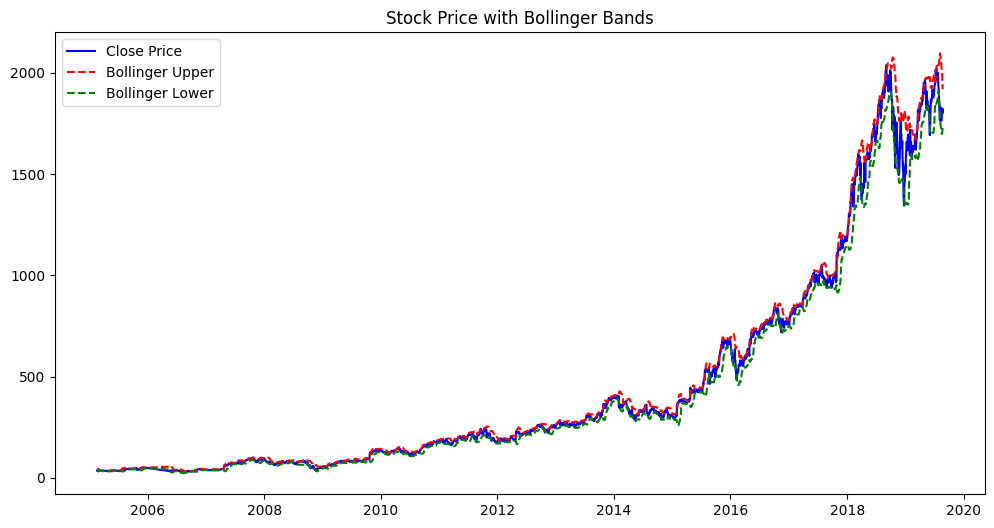 Stock Price with Bollinger Bands
Close Price
Bollinger Upper
Bollinger Lower
2000
1500
1000
500
0
2006 2008 2010 2012 2014 2016 2018 2020